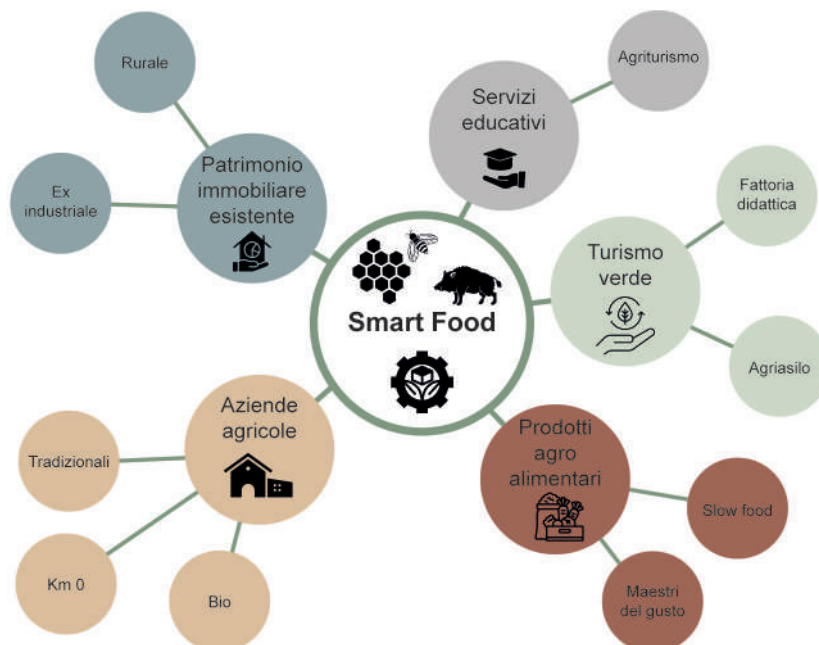 Rurale
Ex
industriale
Patrimonio
immobiliare
esistente
Servizi
educativi
Agriturismo
Fattoria
didattica
Turismo
verde
Agriasilo
Smart Food
Aziende
agricole
Tradizionali
Km 0
Bio
Prodotti
agro
alimentari
Slow food
Maestri
del gusto